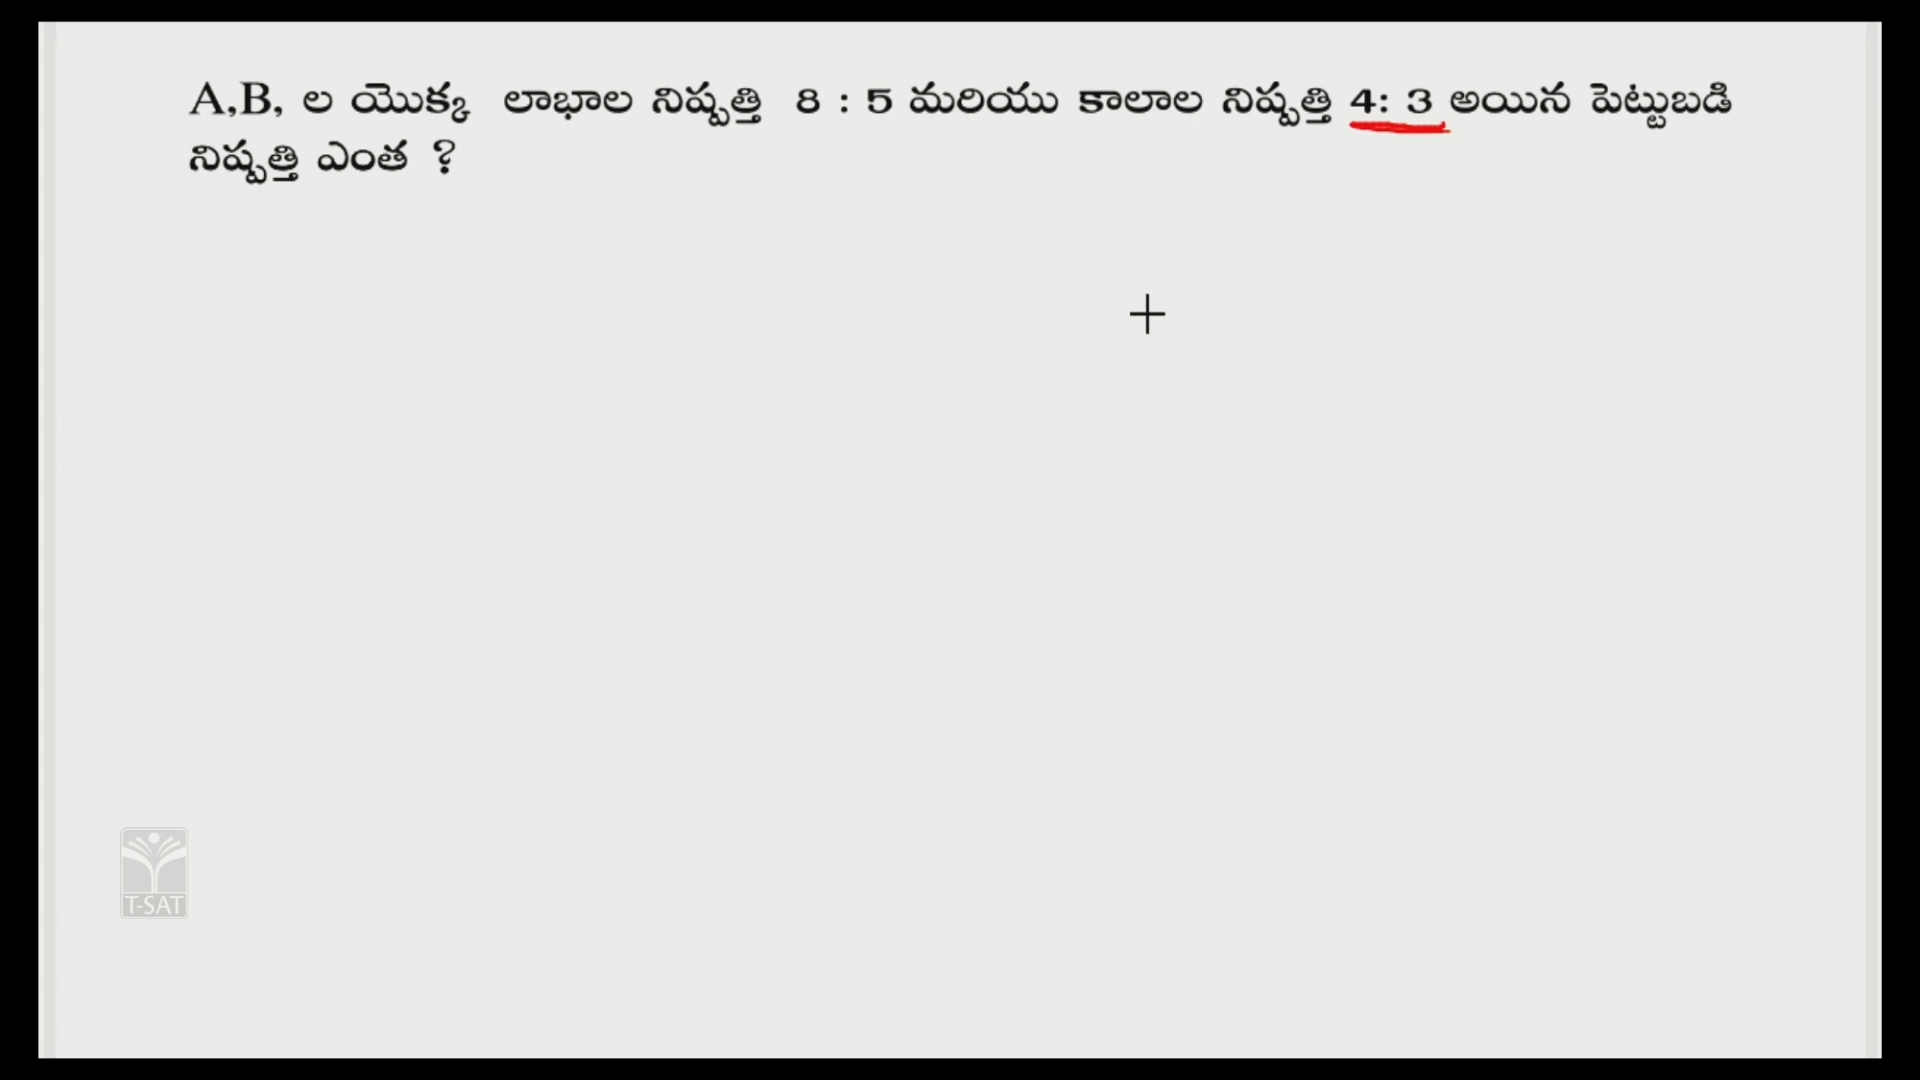 A,B, ల యొక్క లాభాల నిష్పత్తి 8 : 5 మరియు కాలాల నిష్పత్తి 4: 3 అయిన పెట్టుబడి
నిష్పత్తి ఎంత ?
T-SAT